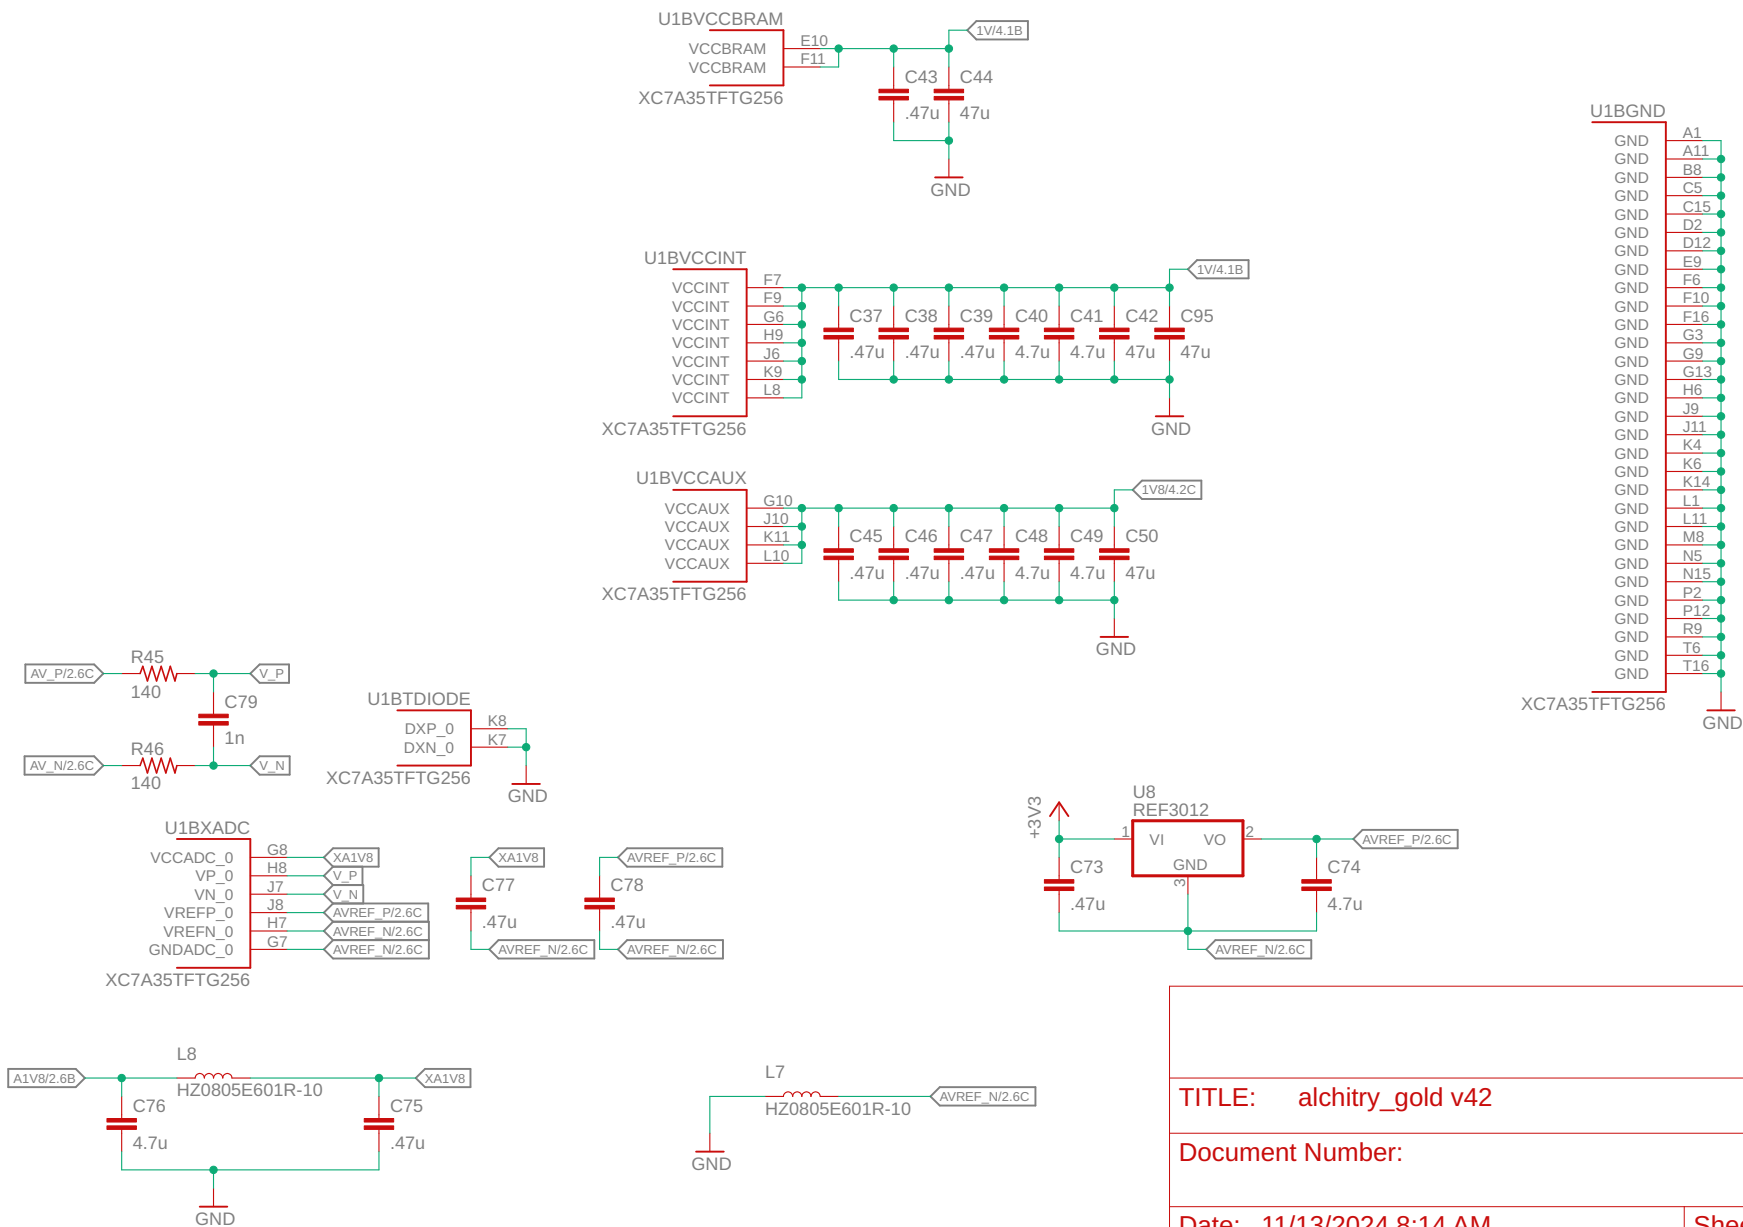 U1BVCCBRAM
VCCBRAM E10
VCCBRAM F11
XC7A35TFTG256
1V/4.1B
C43 .47u
C44 47u
GND
U1BVCCINT
VCCINT F7
VCCINT F9
VCCINT G6
VCCINT H9
VCCINT J6
VCCINT K9
VCCINT L8
XC7A35TFTG256
1V/4.1B
C37 .47u
C38 .47u
C39 .47u
C40 4.7u
C41 4.7u
C42 47u
C95 47u
GND
U1BVCCAUX
VCCAUX G10
VCCAUX J10
VCCAUX K11
VCCAUX L10
XC7A35TFTG256
1V8/4.2C
C45 .47u
C46 .47u
C47 .47u
C48 4.7u
C49 4.7u
C50 47u
GND
U1BGND
GND A1
GND A11
GND B8
GND C5
GND C15
GND D2
GND D12
GND E9
GND F6
GND F10
GND F16
GND G3
GND G9
GND G13
GND H6
GND J9
GND J11
GND K4
GND K6
GND K14
GND L1
GND L11
GND M8
GND N5
GND N15
GND P2
GND P12
GND R9
GND T6
GND T16
XC7A35TFTG256
GND
AV_P/2.6C
R45
140
V_P
C79
1n
AV_N/2.6C
R46
140
V_N
U1BTDIODE
DXP_0 K8
DXN_0 K7
XC7A35TFTG256
GND
U1BXADC
VCCADC_0 G8 XA1V8
VP_0 H8 V_P
VN_0 J7 V_N
VREFP_0 J8 AVREF_P/2.6C
VREFN_0 H7 AVREF_N/2.6C
GNDADC_0 G7 AVREF_N/2.6C
XC7A35TFTG256
XA1V8
C77
.47u
AVREF_N/2.6C
AVREF_P/2.6C
C78
.47u
AVREF_N/2.6C
+3V3
U8
REF3012
1 VI VO 2
GND
3
C73
.47u
C74
4.7u
AVREF_P/2.6C
AVREF_N/2.6C
A1V8/2.6B
L8
HZ0805E601R-10
XA1V8
C76
4.7u
C75
.47u
GND
L7
HZ0805E601R-10
AVREF_N/2.6C
GND
TITLE: alchitry_gold v42
Document Number:
Date: 11/13/2024 8:14 AM